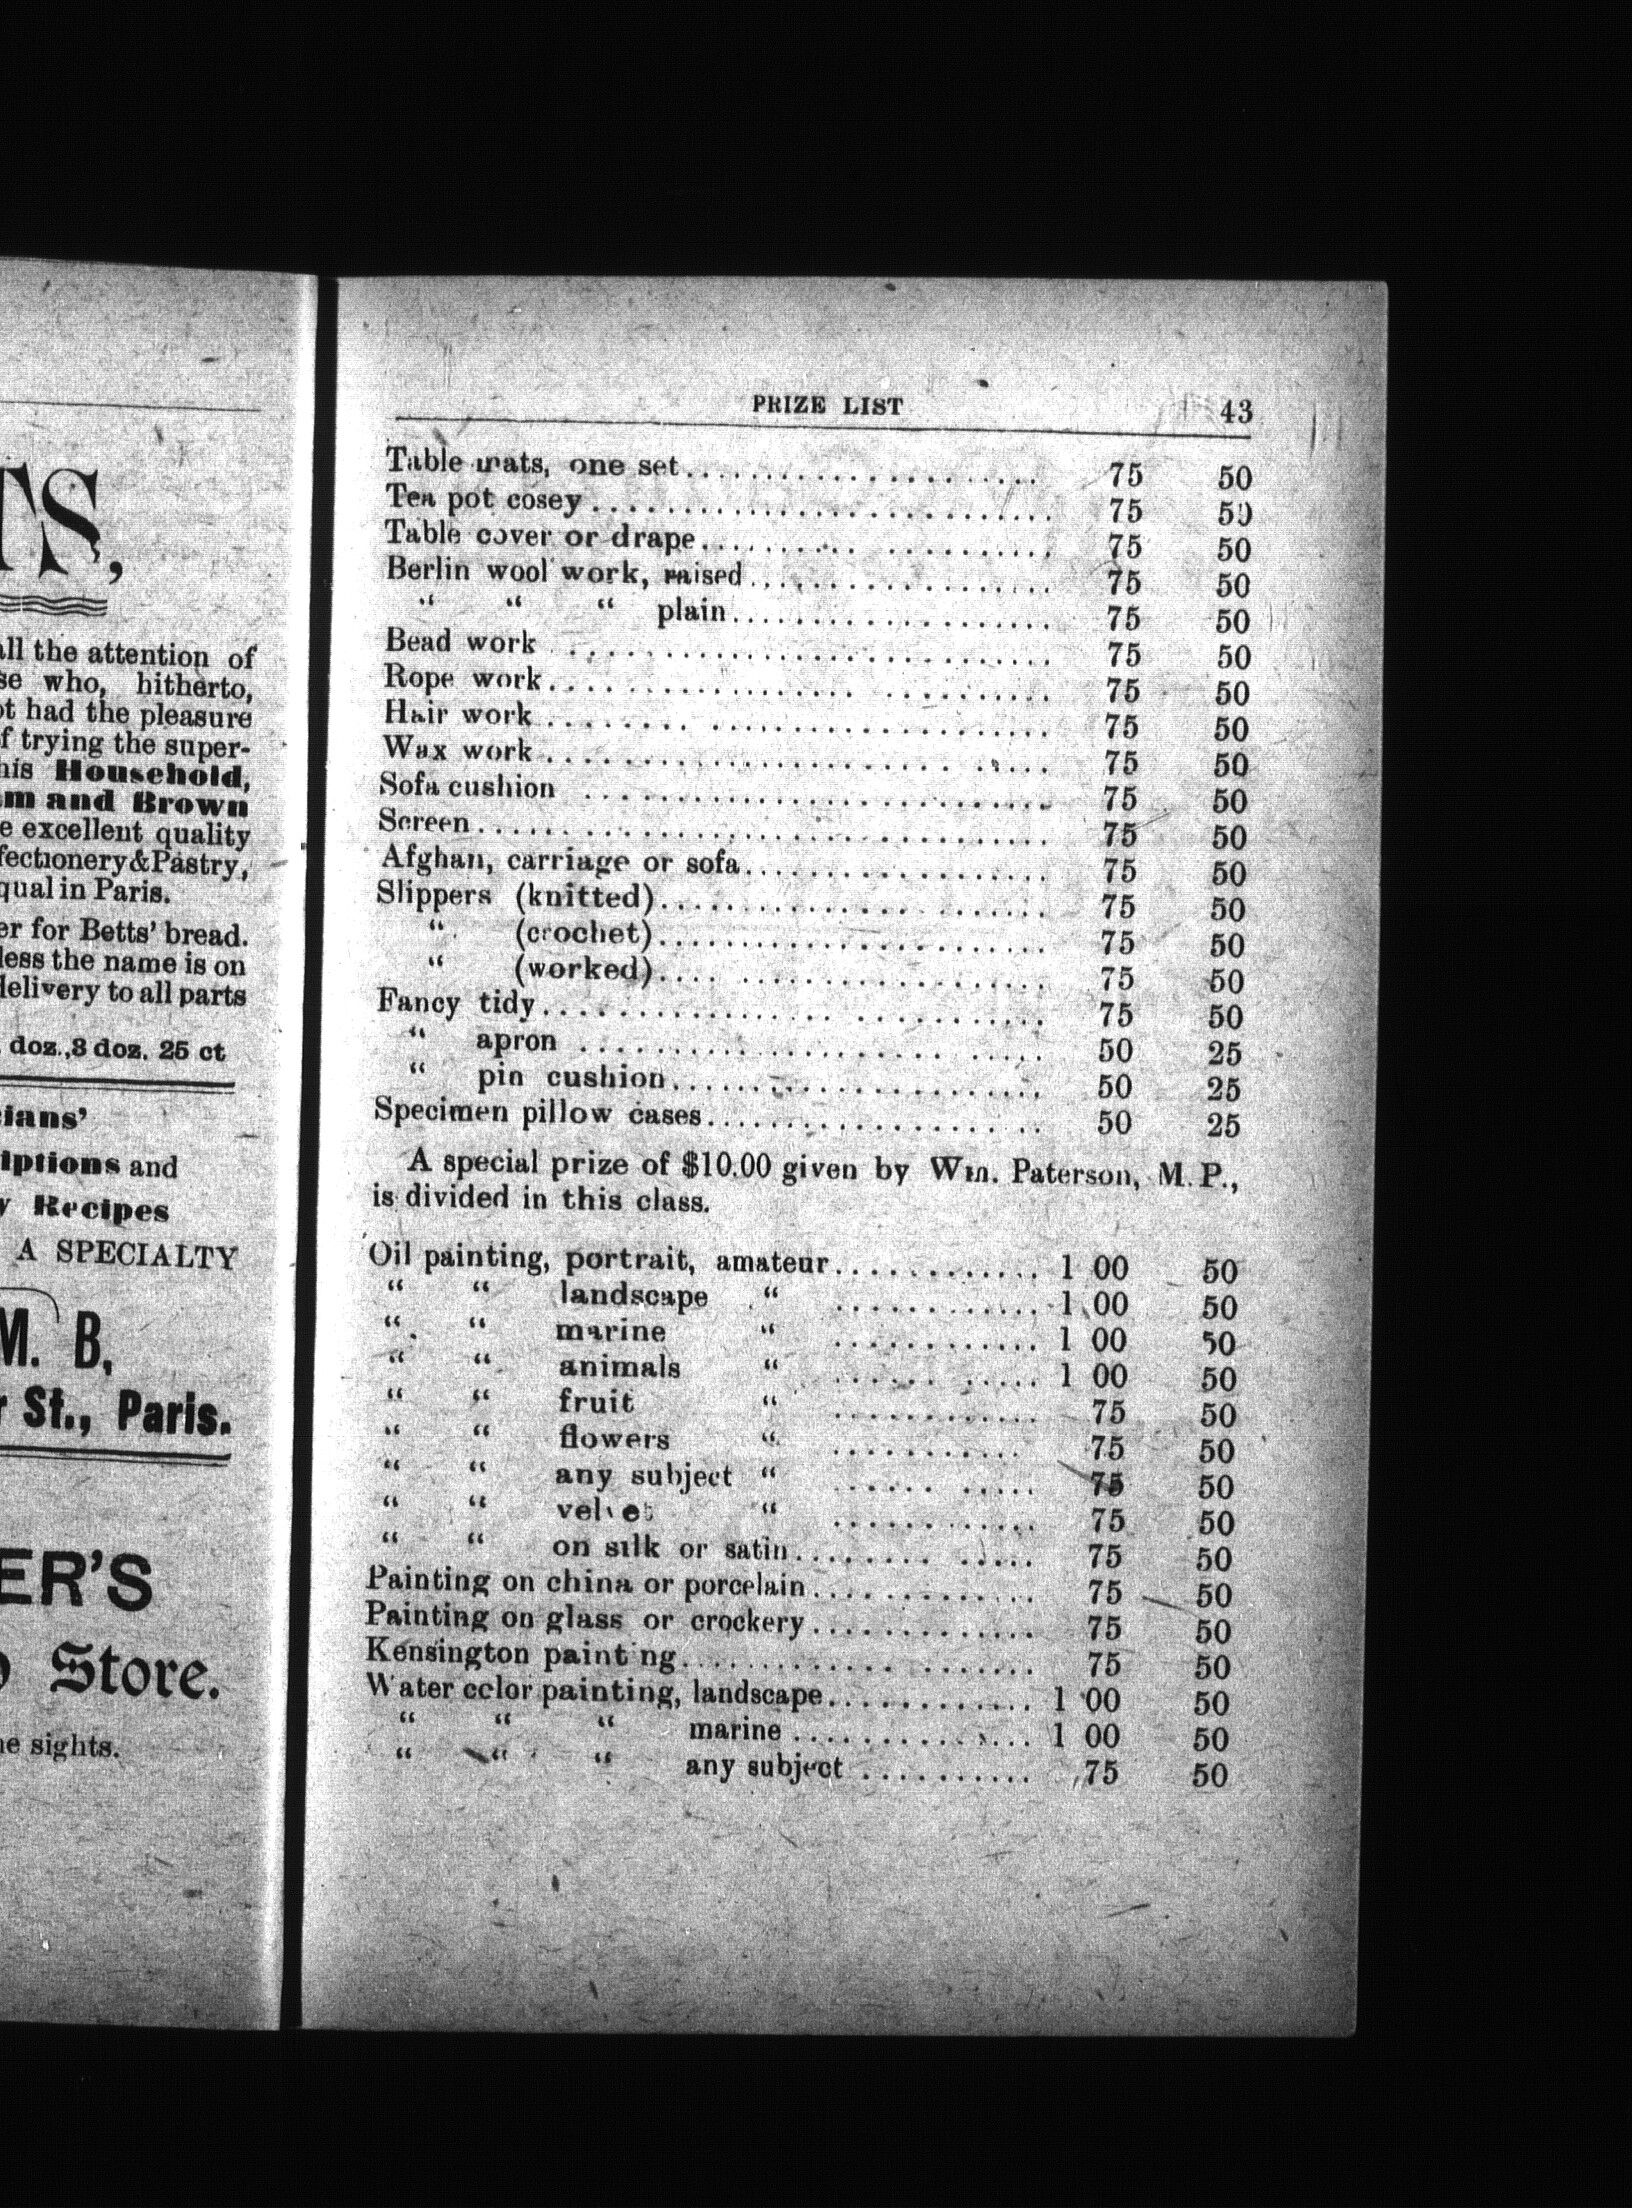 TS,
all the attention of
se who, hitherto,
ot had the pleasure
f trying the super-
his Household,
am and Brown
e excellent quality
fectionery&Pastry,
qual in Paris.
er for Betts' bread.
less the name is on
delivery to all parts
doz., 3 doz. 25 ct
cians'
iptions and
y Recipes
A SPECIALTY
M. B,
r St., Paris.
ER'S
Store.
he sights.
PRIZE LIST 43
Table mats, one set.................... 75 50
Tea pot cosey.......................... 75 50
Table cover or drape................... 75 50
Berlin wool work, raised............... 75 50
“ “ “ plain................. 75 50
Bead work ............................. 75 50
Rope work.............................. 75 50
Hair work.............................. 75 50
Wax work............................... 75 50
Sofa cushion .......................... 75 50
Screen................................. 75 50
Afghan, carriage or sofa............... 75 50
Slippers (knitted)..................... 75 50
“ (crochet)..................... 75 50
“ (worked)...................... 75 50
Fancy tidy............................. 75 50
“ apron ......................... 50 25
“ pin cushion.................... 50 25
Specimen pillow cases.................. 50 25
A special prize of $10.00 given by Wm. Paterson, M. P.,
is divided in this class.
Oil painting, portrait, amateur............ 1 00 50
“ “ landscape “ ............ 1 00 50
“ “ marine “ ............ 1 00 50
“ “ animals “ ............ 1 00 50
“ “ fruit “ ............ 75 50
“ “ flowers “ ........... 75 50
“ “ any subject “ ........... 75 50
“ “ velvet “ ............ 75 50
“ “ on silk or satin............. 75 50
Painting on china or porcelain............. 75 50
Painting on glass or crockery............. 75 50
Kensington painting.................... 75 50
Water color painting, landscape............ 1 00 50
“ “ “ marine ............. 1 00 50
“ “ “ any subject .......... 75 50